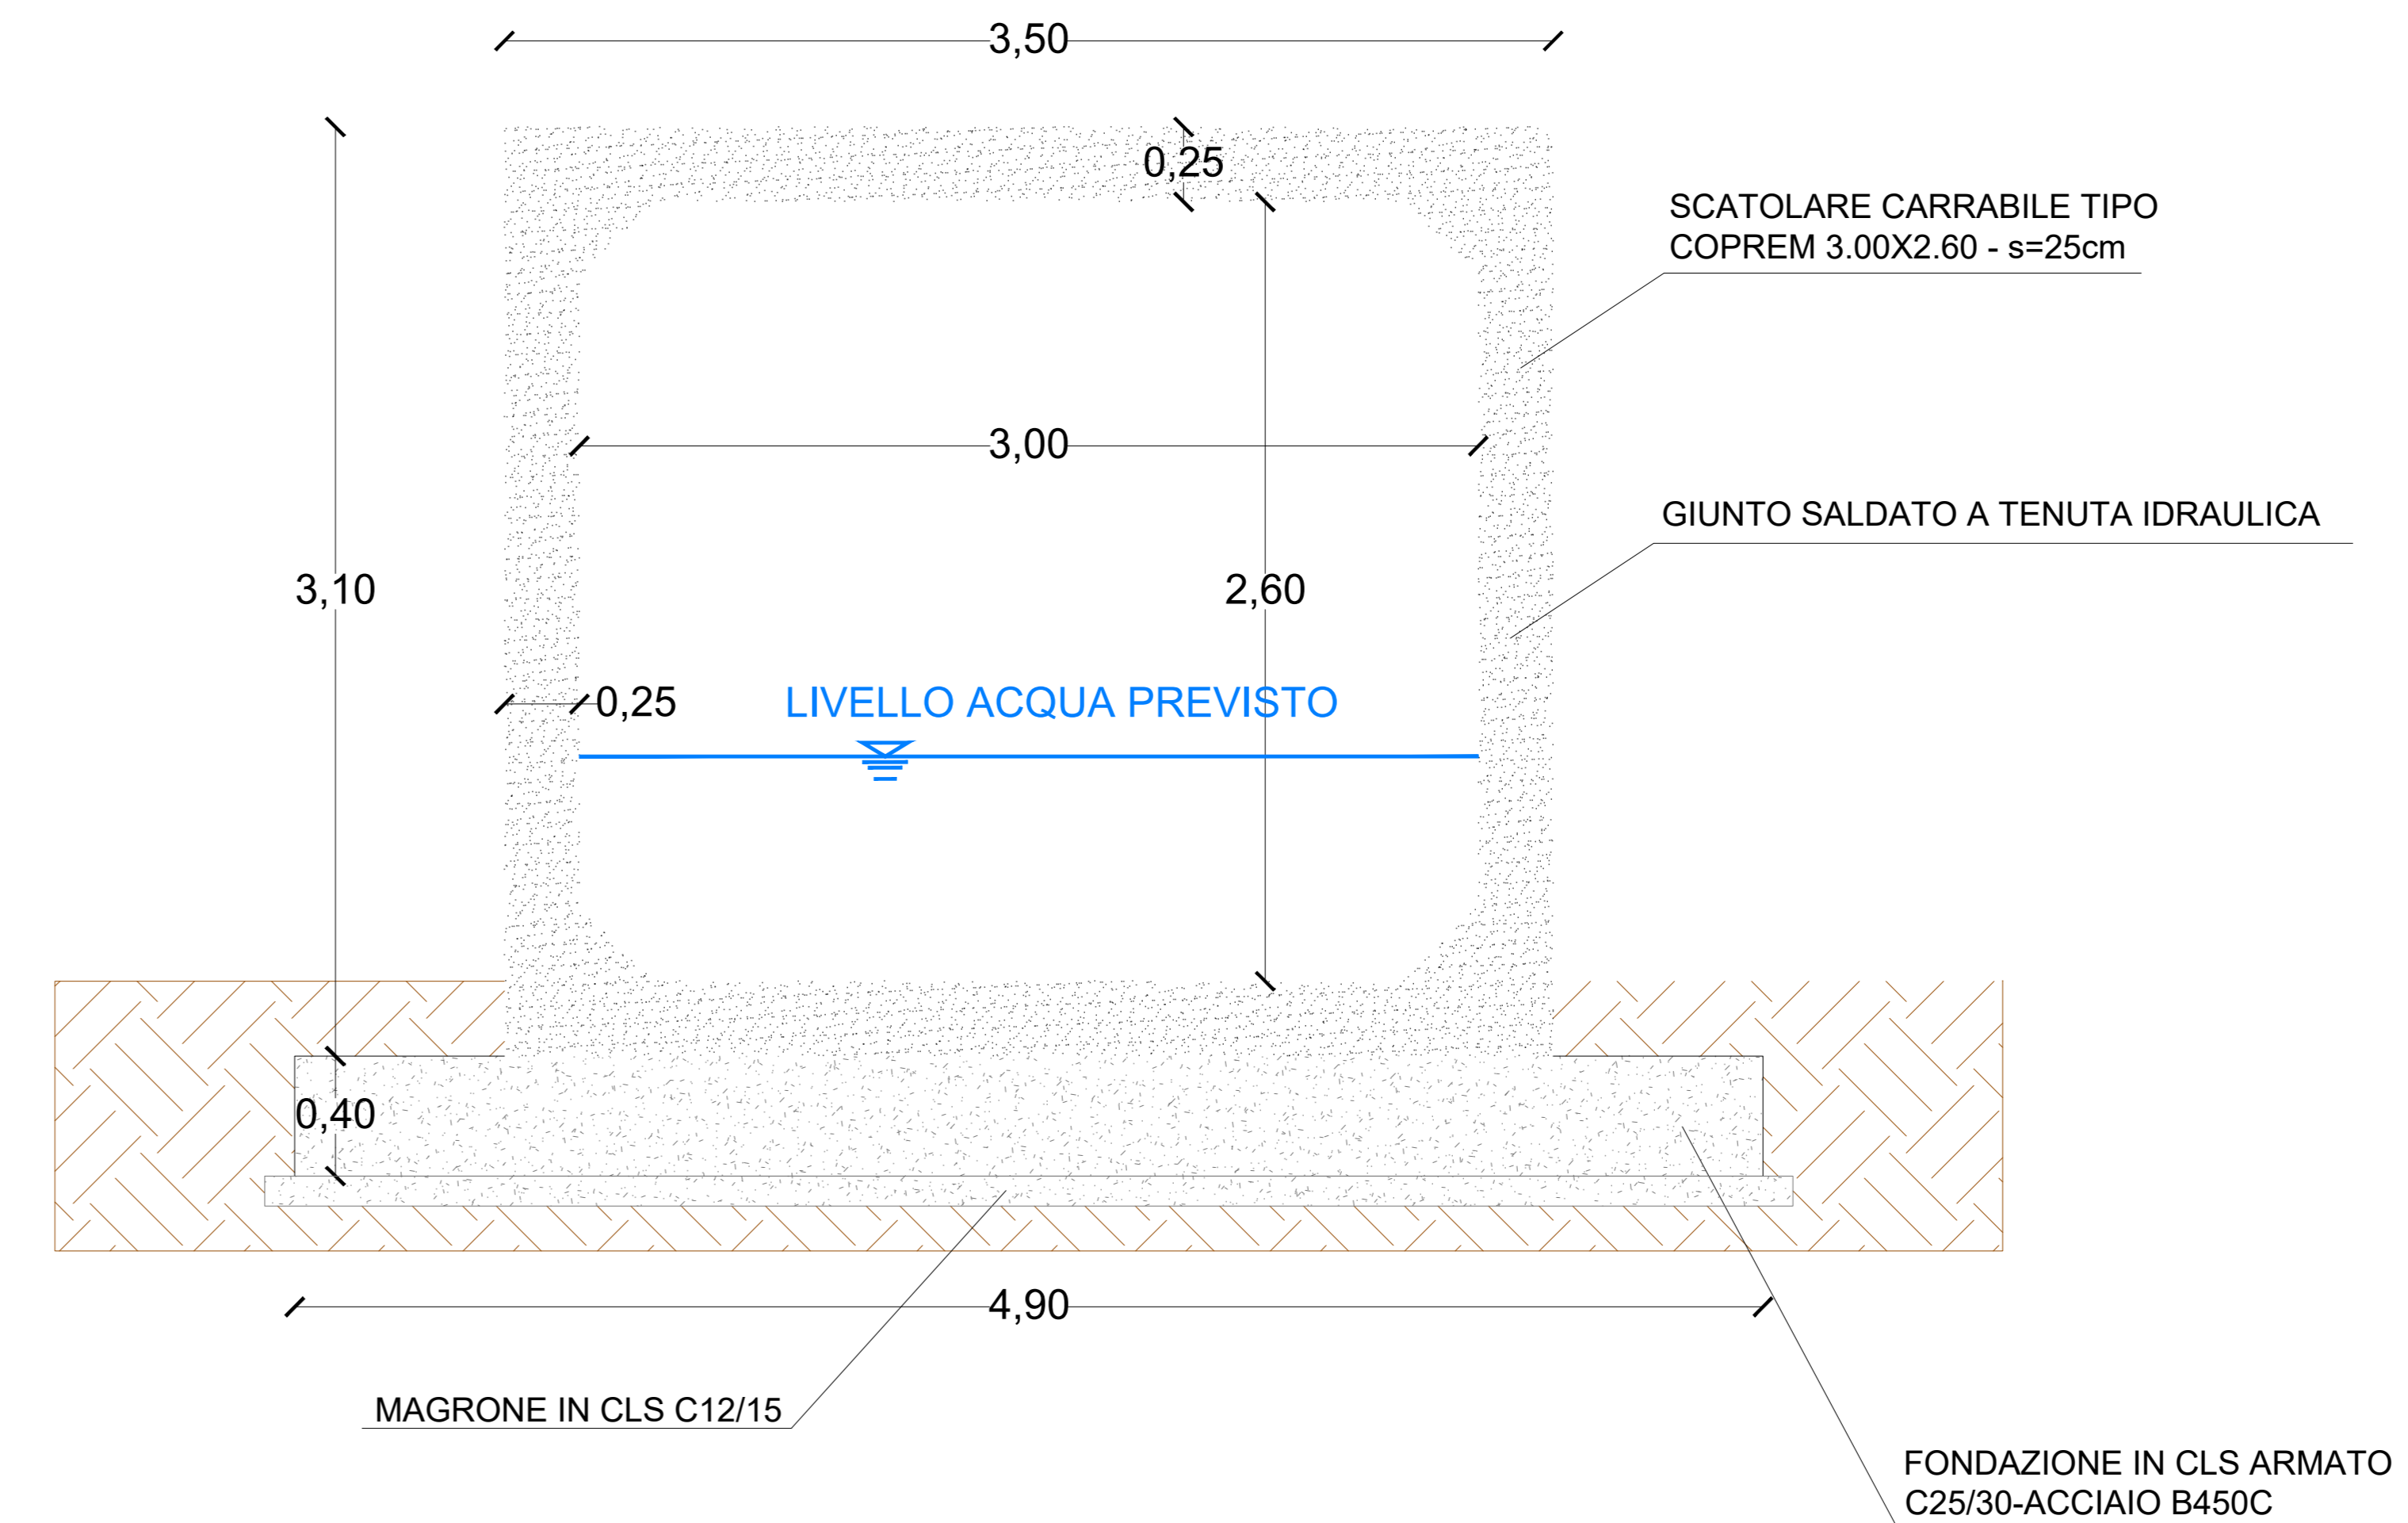 3,50
0,25
SCATOLARE CARRABILE TIPO
COPREM 3.00X2.60 - s=25cm
3,00
GIUNTO SALDATO A TENUTA IDRAULICA
3,10
2,60
0,25
LIVELLO ACQUA PREVISTO
0,40
4,90
MAGRONE IN CLS C12/15
FONDAZIONE IN CLS ARMATO
C25/30-ACCIAIO B450C